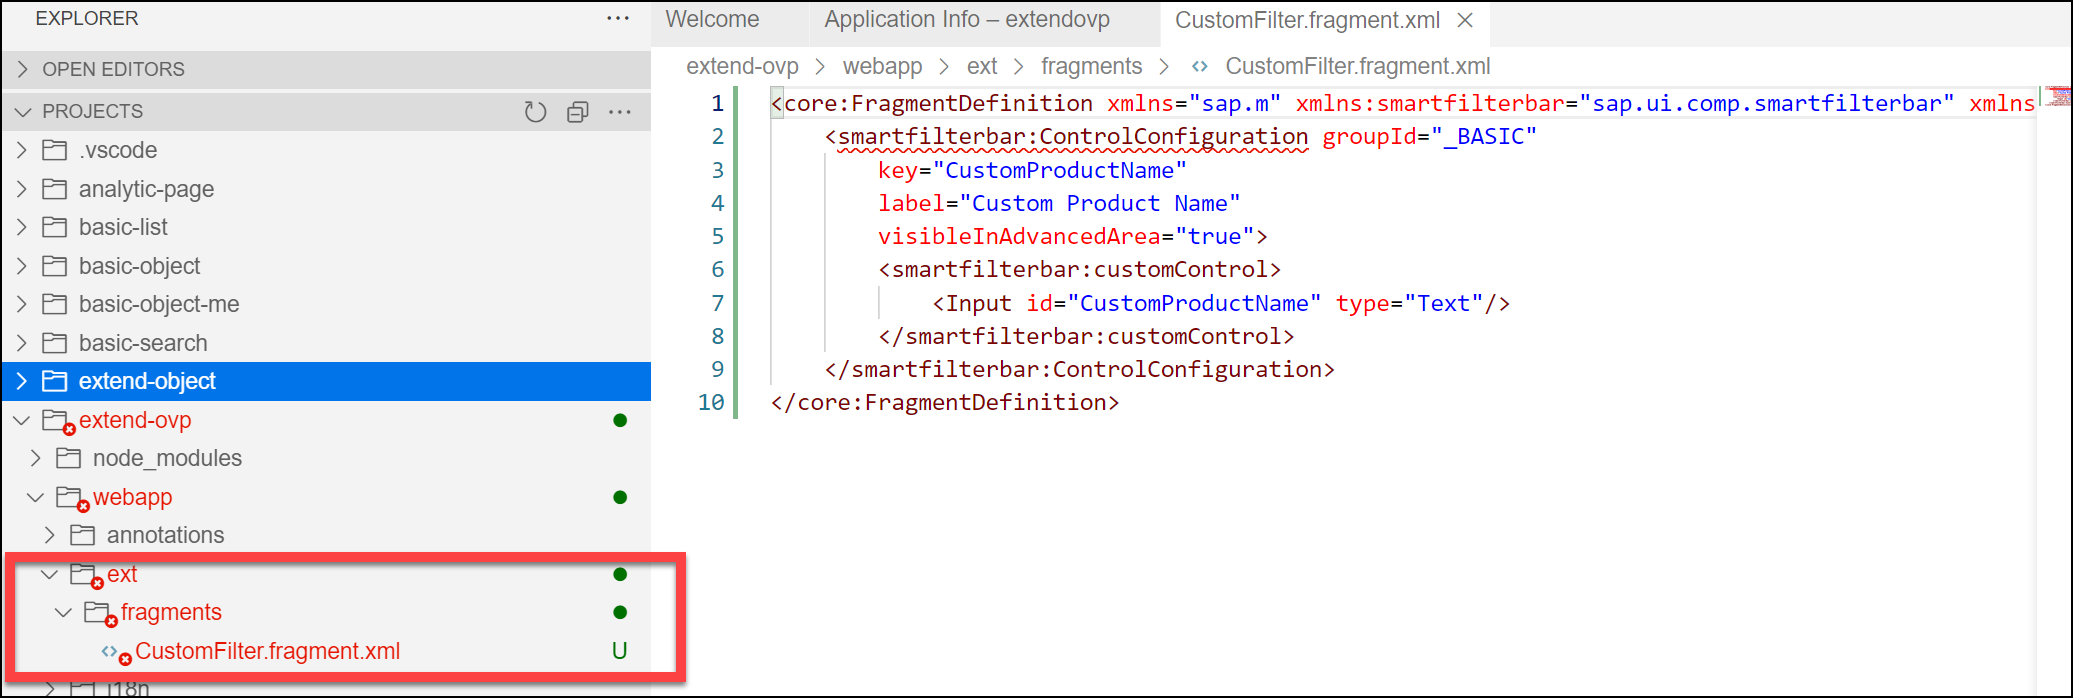 EXPLORER
OPEN EDITORS
PROJECTS
.vscode
analytic-page
basic-list
basic-object
basic-object-me
basic-search
extend-object
extend-ovp
node_modules
webapp
annotations
ext
fragments
CustomFilter.fragment.xml U
i18n
Welcome Application Info – extendovp CustomFilter.fragment.xml
extend-ovp > webapp > ext > fragments > <> CustomFilter.fragment.xml
1 <core:FragmentDefinition xmlns="sap.m" xmlns:smartfilterbar="sap.ui.comp.smartfilterbar" xmlns
2 <smartfilterbar:ControlConfiguration groupId="_BASIC"
3 key="CustomProductName"
4 label="Custom Product Name"
5 visibleInAdvancedArea="true">
6 <smartfilterbar:customControl>
7 <Input id="CustomProductName" type="Text"/>
8 </smartfilterbar:customControl>
9 </smartfilterbar:ControlConfiguration>
10 </core:FragmentDefinition>